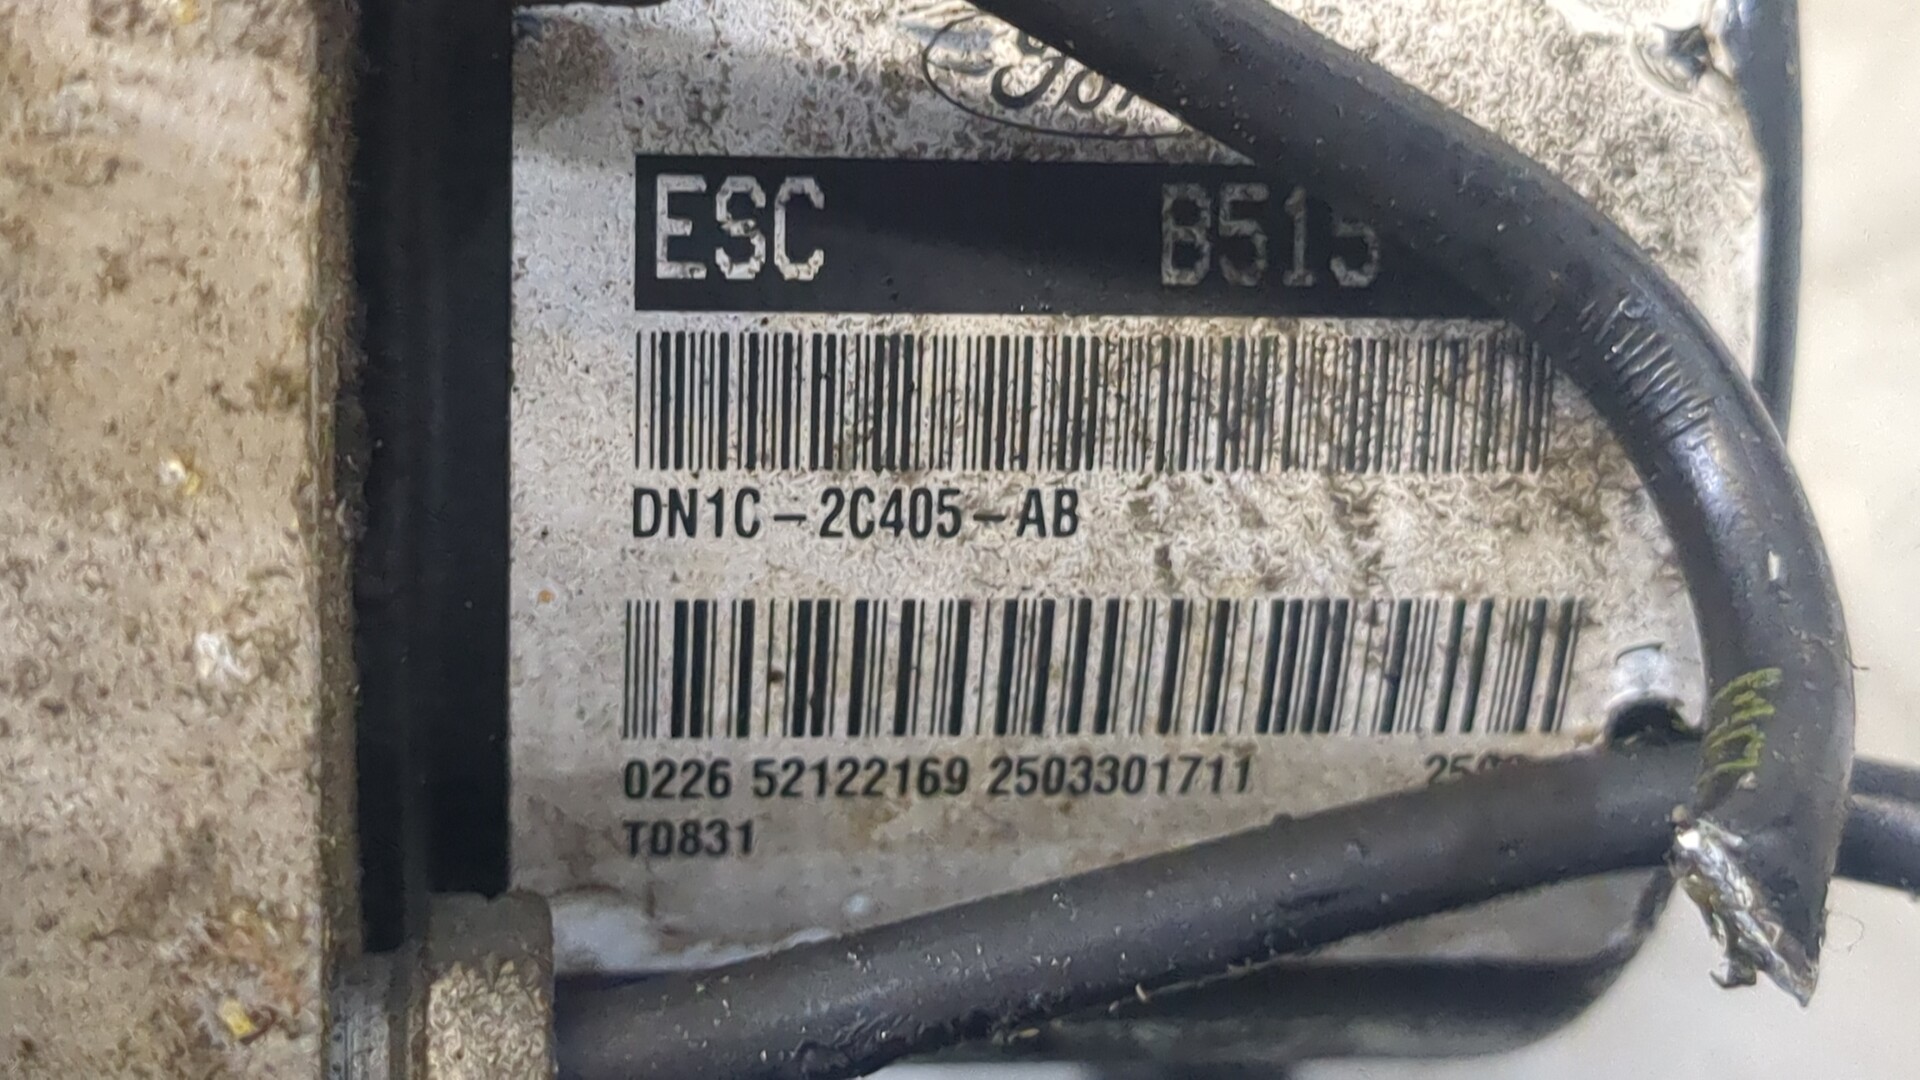 ESC B515
DN1C-2C405-AB
0226 52122169 2503301711
T0831